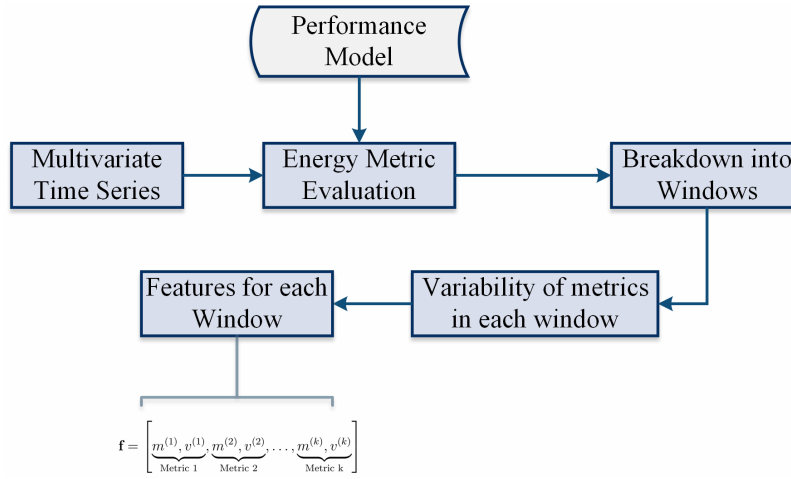 Performance
Model
Multivariate
Time Series
Energy Metric
Evaluation
Breakdown into
Windows
Features for each
Window
Variability of metrics
in each window
f = [m^(1), v^(1), m^(2), v^(2), . . . , m^(k), v^(k)]
Metric 1 Metric 2 Metric k